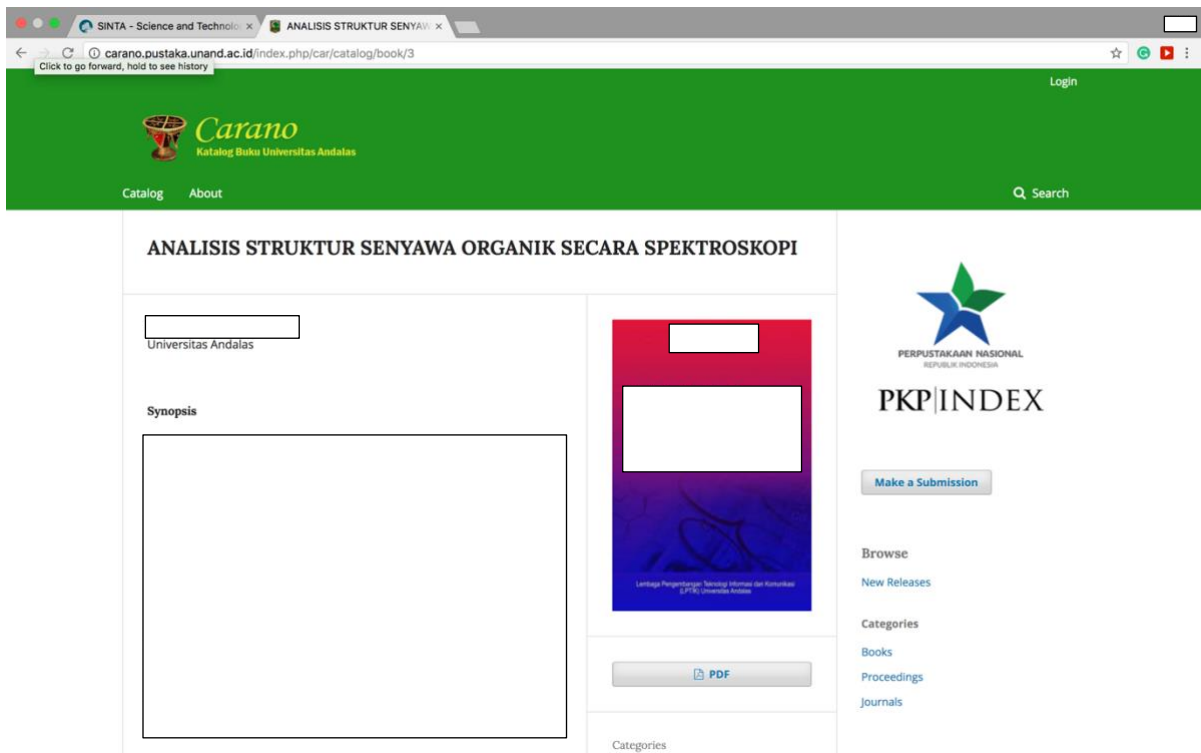 SINTA - Science and Technolo
ANALISIS STRUKTUR SENYAW
carano.pustaka.unand.ac.id/index.php/car/catalog/book/3
Click to go forward, hold to see history
Login
Carano
Katalog Buku Universitas Andalas
Catalog About
Search
ANALISIS STRUKTUR SENYAWA ORGANIK SECARA SPEKTROSKOPI
Universitas Andalas
Synopsis
Lembaga Pengembangan Teknologi Informasi dan Komunikasi
(LPTIK) Universitas Andalas
PDF
Categories
PERPUSTAKAAN NASIONAL
REPUBLIK INDONESIA
PKP|INDEX
Make a Submission
Browse
New Releases
Categories
Books
Proceedings
Journals